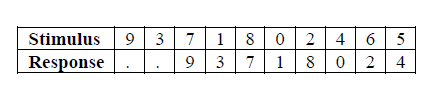 Stimulus 9 3 7 1 8 0 2 4 6 5
Response . . 9 3 7 1 8 0 2 4